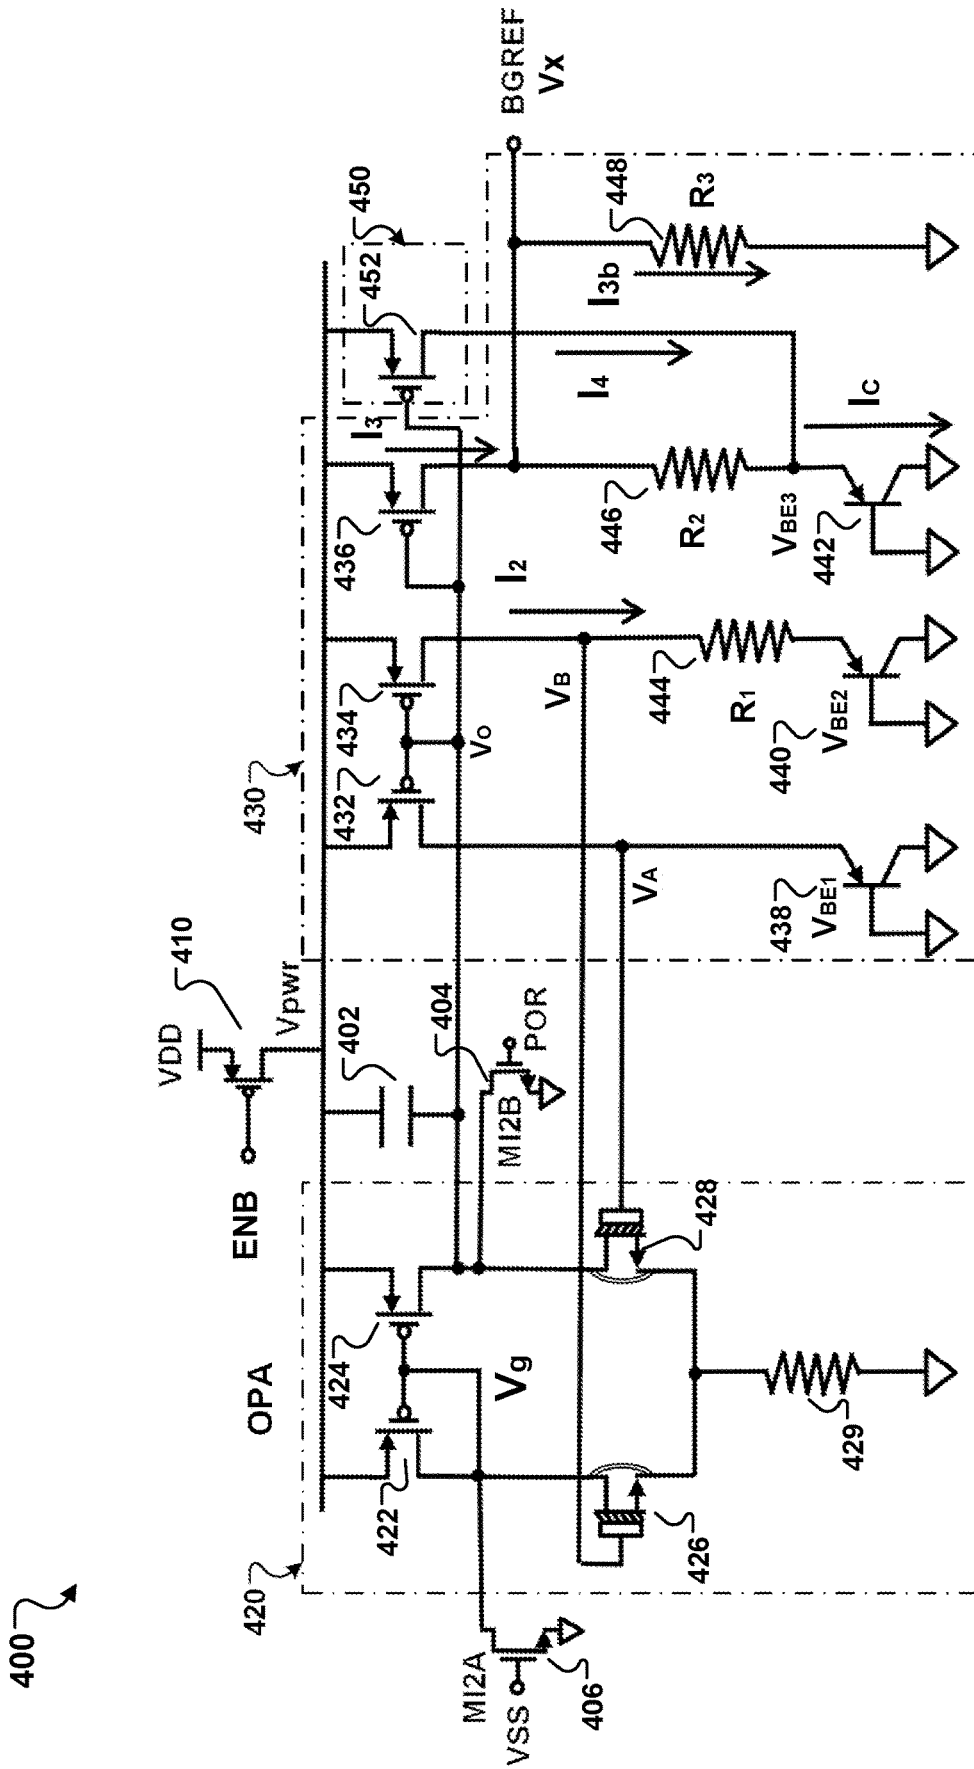 400
420
OPA
ENB
VDD
410
Vpwr
430
422
424
Vg
402
404
MI2B
POR
MI2A
VSS
406
426
428
429
432
434
VO
436
I3
450
452
BGREF
Vx
VA
VB
I2
I4
I3b
448
R3
444
R1
446
R2
438
VBE1
440
VBE2
442
VBE3
IC